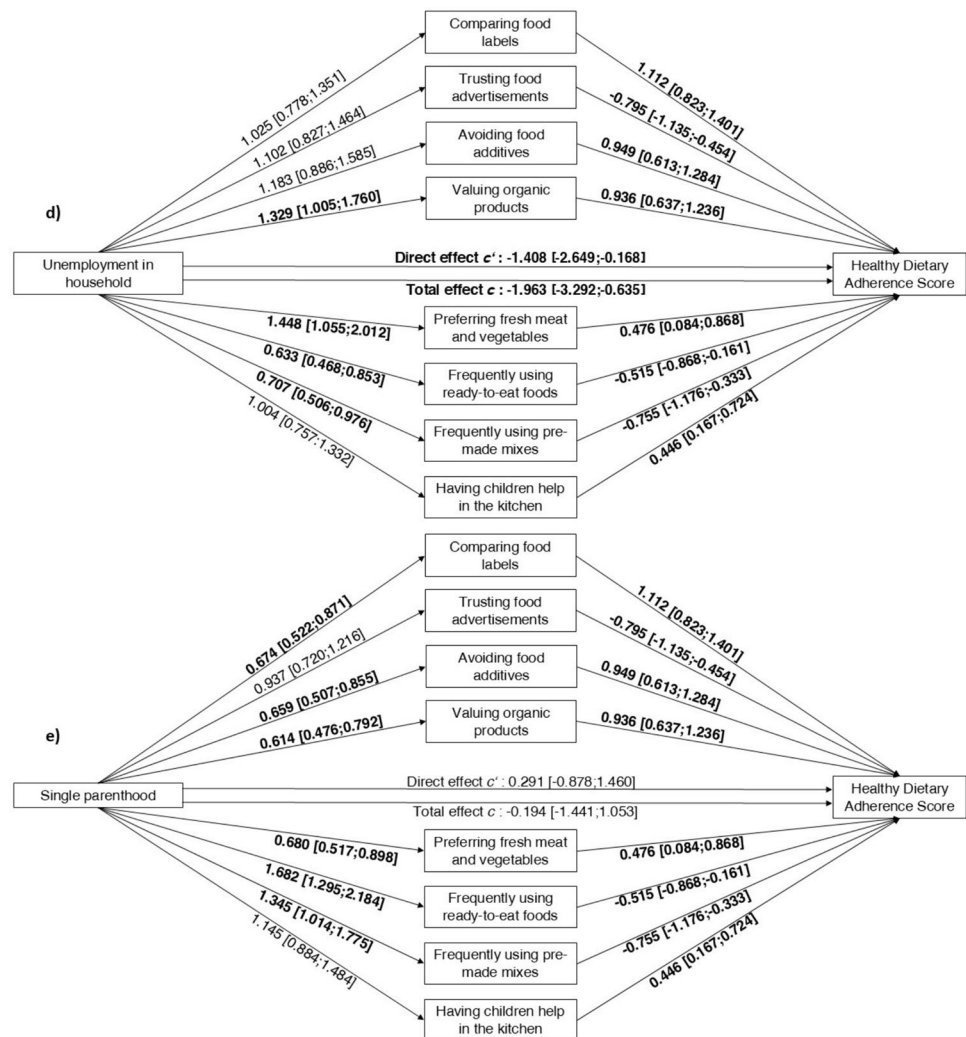 d)
Comparing food
labels
Trusting food
advertisements
Avoiding food
additives
Valuing organic
products
1.025 [0.778;1.351]
1.102 [0.827;1.464]
1.183 [0.886;1.585]
1.329 [1.005;1.760]
1.112 [0.823;1.401]
-0.795 [-1.135;-0.454]
0.949 [0.613;1.284]
0.936 [0.637;1.236]
Unemployment in
household
Direct effect c' : -1.408 [-2.649;-0.168]
Total effect c : -1.963 [-3.292;-0.635]
Healthy Dietary
Adherence Score
1.448 [1.055;2.012]
0.633 [0.468;0.853]
0.707 [0.506;0.976]
1.004 [0.757;1.332]
Preferring fresh meat
and vegetables
Frequently using
ready-to-eat foods
Frequently using pre-
made mixes
Having children help
in the kitchen
0.476 [0.084;0.868]
-0.515 [-0.868;-0.161]
-0.755 [-1.176;-0.333]
0.446 [0.167;0.724]
e)
Comparing food
labels
Trusting food
advertisements
Avoiding food
additives
Valuing organic
products
0.674 [0.522;0.871]
0.937 [0.720;1.216]
0.659 [0.507;0.855]
0.614 [0.476;0.792]
1.112 [0.823;1.401]
-0.795 [-1.135;-0.454]
0.949 [0.613;1.284]
0.936 [0.637;1.236]
Single parenthood
Direct effect c' : 0.291 [-0.878;1.460]
Total effect c : -0.194 [-1.441;1.053]
Healthy Dietary
Adherence Score
0.680 [0.517;0.898]
1.682 [1.295;2.184]
1.345 [1.014;1.775]
1.145 [0.884;1.484]
Preferring fresh meat
and vegetables
Frequently using
ready-to-eat foods
Frequently using pre-
made mixes
Having children help
in the kitchen
0.476 [0.084;0.868]
-0.515 [-0.868;-0.161]
-0.755 [-1.176;-0.333]
0.446 [0.167;0.724]